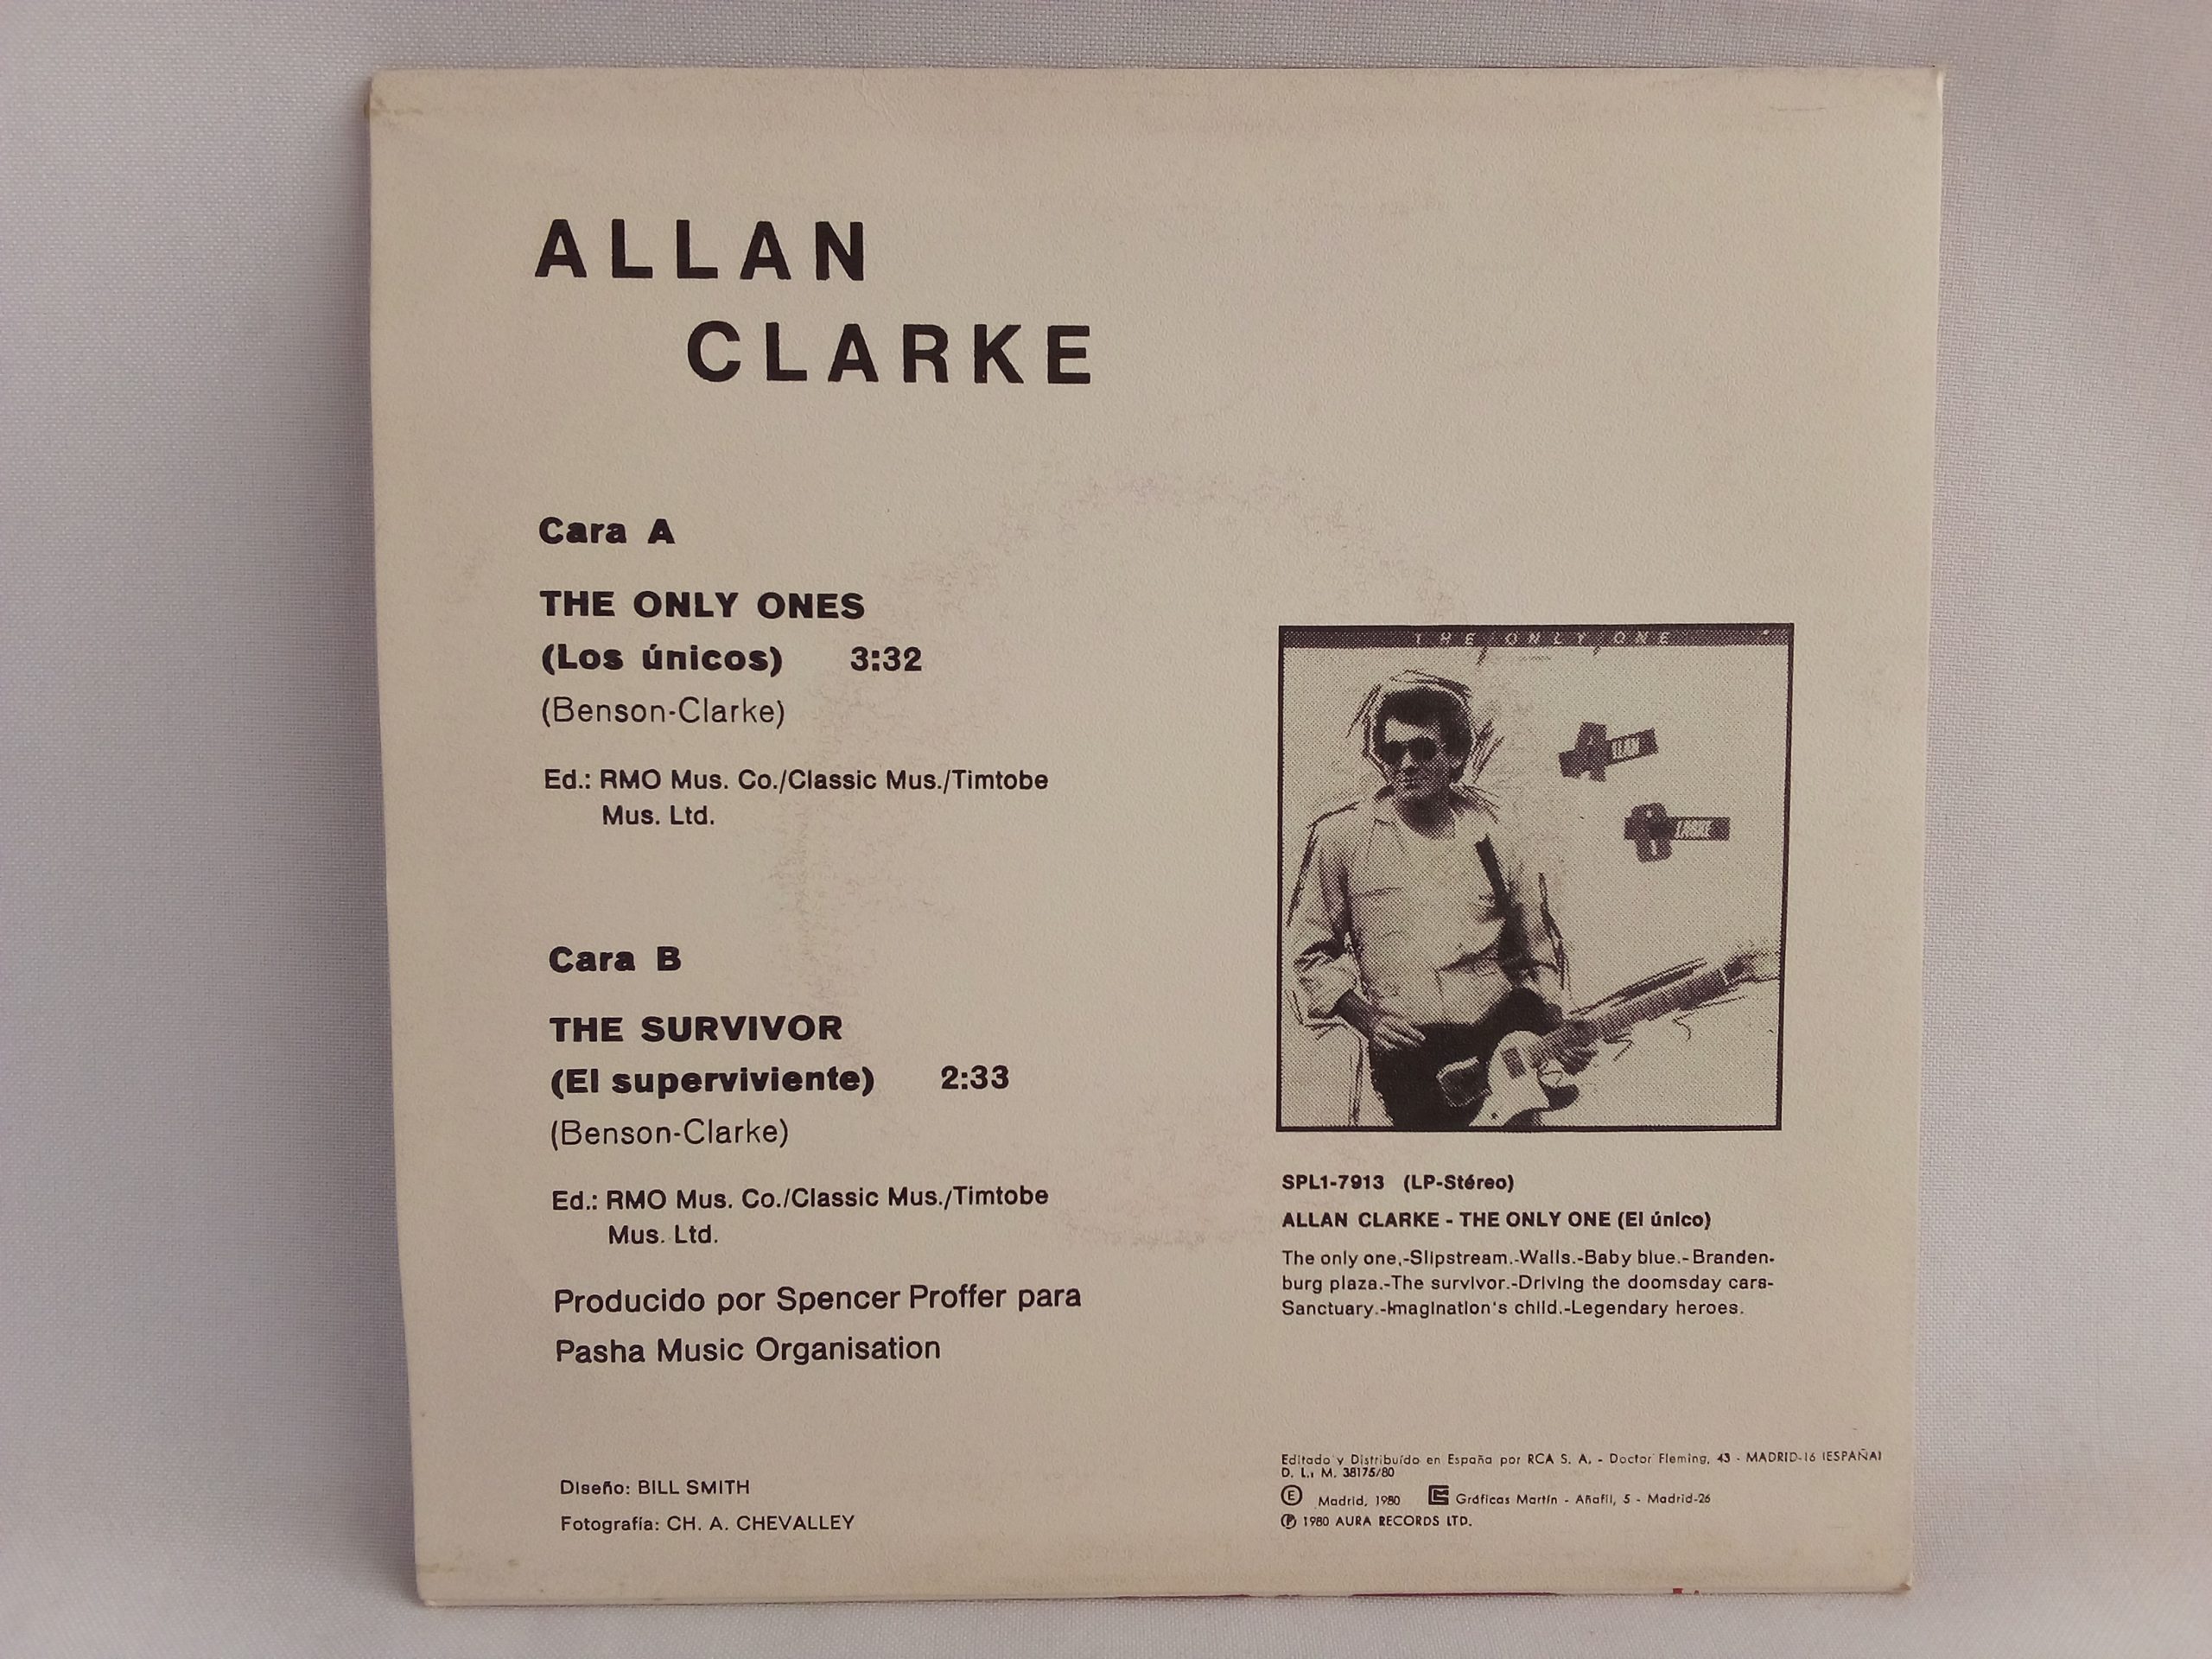 ALLAN
CLARKE
Cara A
THE ONLY ONES
(Los únicos) 3:32
(Benson-Clarke)
Ed.: RMO Mus. Co./Classic Mus./Timtobe
Mus. Ltd.
Cara B
THE SURVIVOR
(El superviviente) 2:33
(Benson-Clarke)
Ed.: RMO Mus. Co./Classic Mus./Timtobe
Mus. Ltd.
Producido por Spencer Proffer para
Pasha Music Organisation
Diseño: BILL SMITH
Fotografía: CH. A. CHEVALLEY
THE ONLY ONE
ALLAN
CLARKE
SPL1-7913 (LP-Stéreo)
ALLAN CLARKE - THE ONLY ONE (El único)
The only one,-Slipstream.-Walls.-Baby blue.-Branden-
burg plaza.-The survivor.-Driving the doomsday cars-
Sanctuary.-Imagination's child.-Legendary heroes.
Editado y Distribuído en España por RCA S. A. - Doctor Fleming, 43 - MADRID-16 (ESPAÑA)
D. L.: M. 38175/80
Ⓔ Madrid, 1980 Gráficas Martín - Añafil, 5 - Madrid-26
Ⓟ 1980 AURA RECORDS LTD.